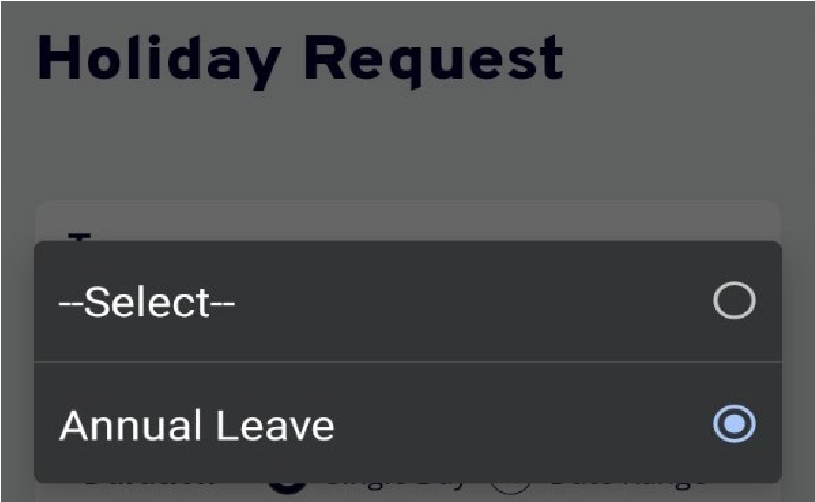 Holiday Request
--Select--
Annual Leave